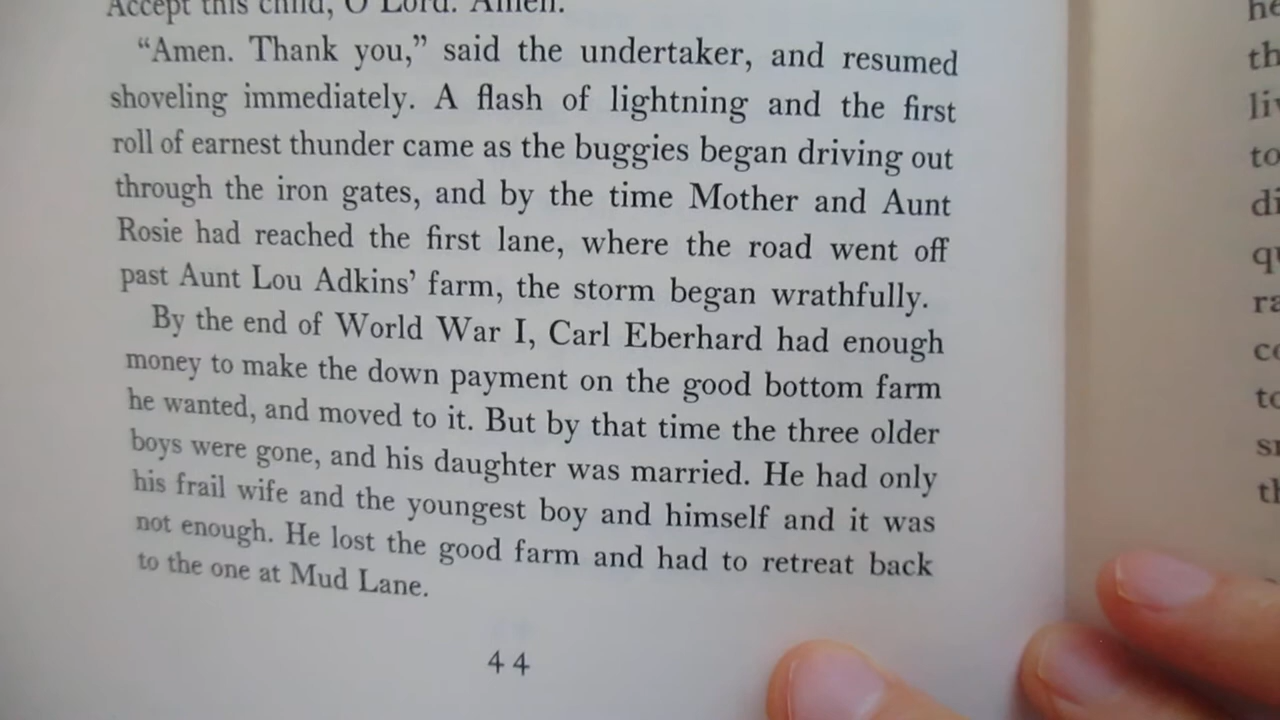 Accept this child, O Lord. Amen.
“Amen. Thank you,” said the undertaker, and resumed
shoveling immediately. A flash of lightning and the first
roll of earnest thunder came as the buggies began driving out
through the iron gates, and by the time Mother and Aunt
Rosie had reached the first lane, where the road went off
past Aunt Lou Adkins’ farm, the storm began wrathfully.
By the end of World War I, Carl Eberhard had enough
money to make the down payment on the good bottom farm
he wanted, and moved to it. But by that time the three older
boys were gone, and his daughter was married. He had only
his frail wife and the youngest boy and himself and it was
not enough. He lost the good farm and had to retreat back
to the one at Mud Lane.
44